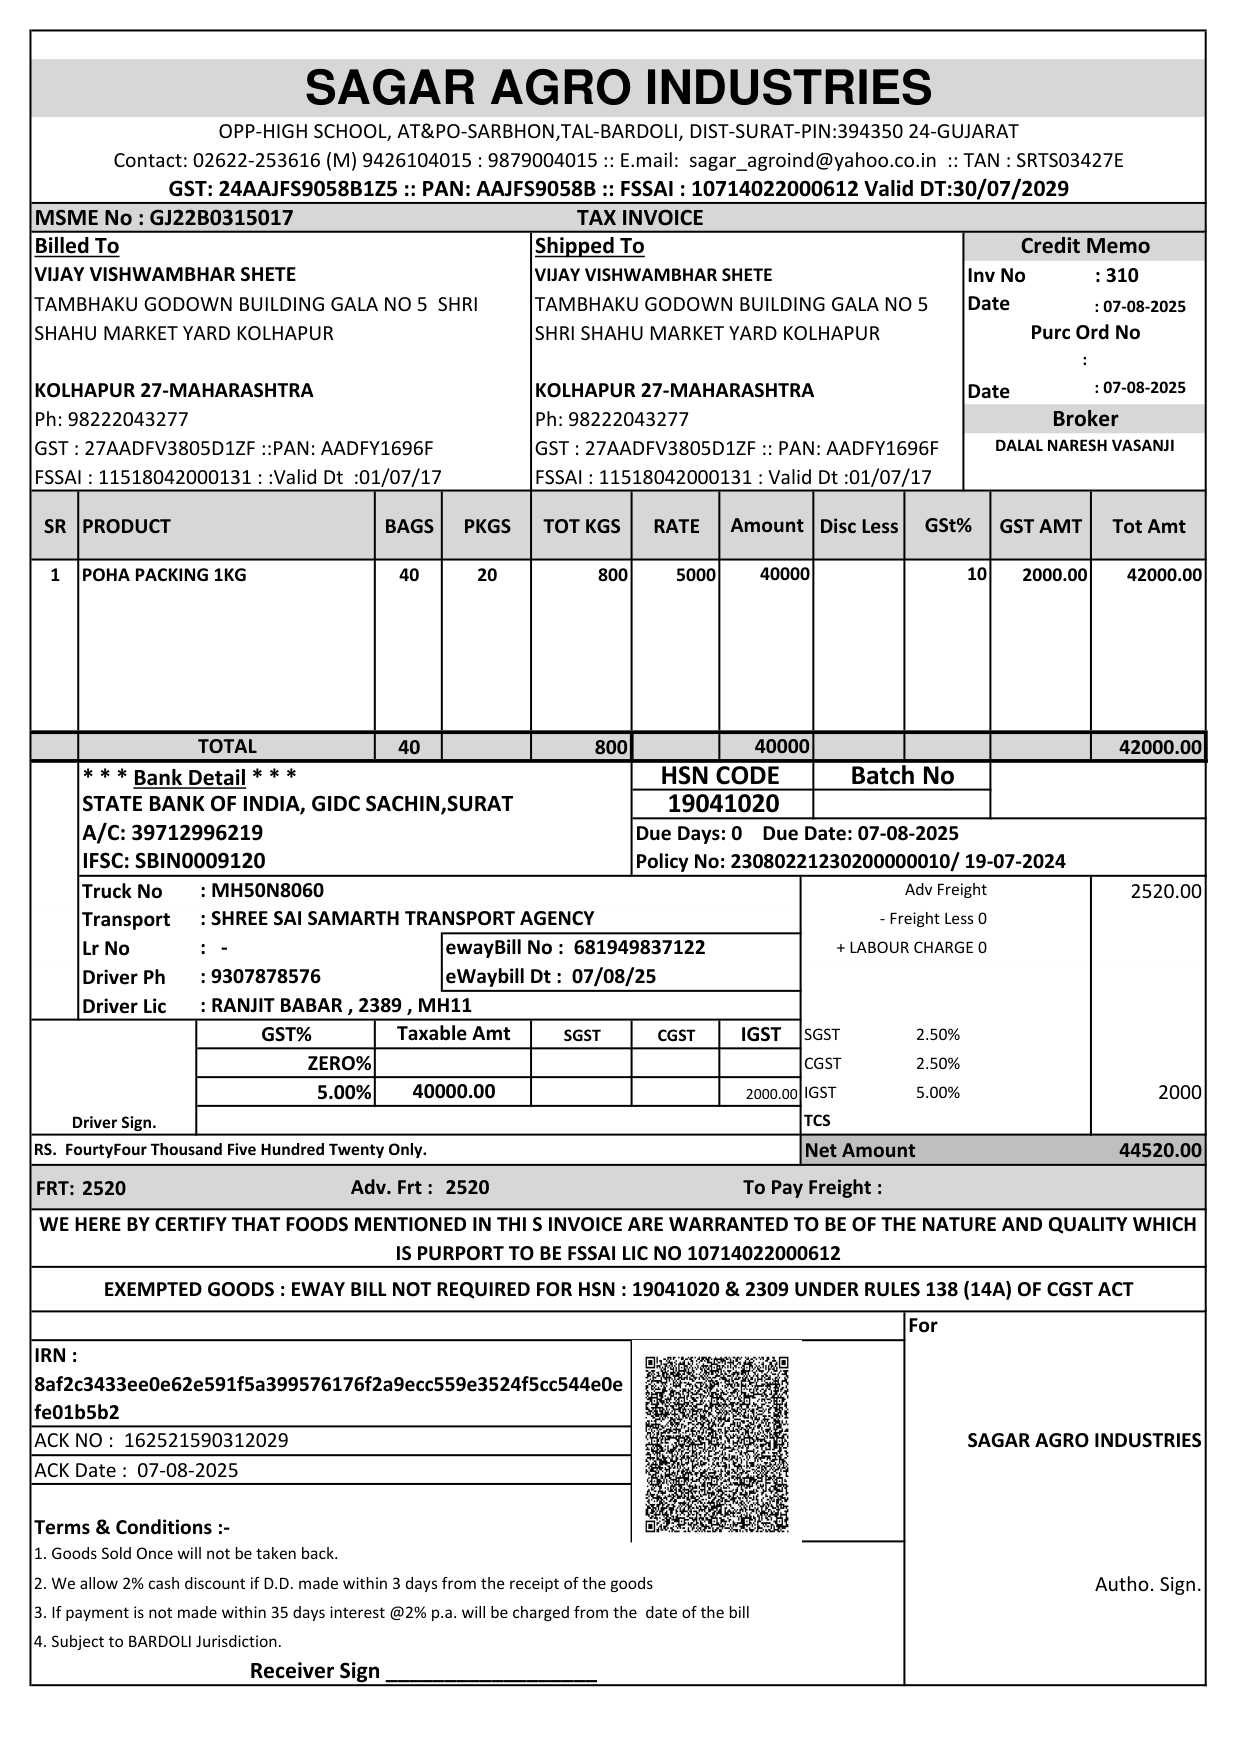 SAGAR AGRO INDUSTRIES
OPP-HIGH SCHOOL, AT&PO-SARBHON,TAL-BARDOLI, DIST-SURAT-PIN:394350 24-GUJARAT
Contact: 02622-253616 (M) 9426104015 : 9879004015 :: E.mail:  sagar_agroind@yahoo.co.in  :: TAN : SRTS03427E
GST: 24AAJFS9058B1Z5 :: PAN: AAJFS9058B :: FSSAI : 10714022000612 Valid DT:30/07/2029
MSME No : GJ22B0315017 TAX INVOICE
Billed To
VIJAY VISHWAMBHAR SHETE
TAMBHAKU GODOWN BUILDING GALA NO 5  SHRI
SHAHU MARKET YARD KOLHAPUR
KOLHAPUR 27-MAHARASHTRA
Ph: 98222043277
GST : 27AADFV3805D1ZF ::PAN: AADFY1696F
FSSAI : 11518042000131 : :Valid Dt  :01/07/17
Shipped To
VIJAY VISHWAMBHAR SHETE
TAMBHAKU GODOWN BUILDING GALA NO 5
SHRI SHAHU MARKET YARD KOLHAPUR
KOLHAPUR 27-MAHARASHTRA
Ph: 98222043277
GST : 27AADFV3805D1ZF :: PAN: AADFY1696F
FSSAI : 11518042000131 : Valid Dt :01/07/17
Credit Memo
Inv No : 310
Date : 07-08-2025
Purc Ord No
:
Date : 07-08-2025
Broker
DALAL NARESH VASANJI
SR PRODUCT BAGS PKGS TOT KGS RATE Amount Disc Less GSt% GST AMT Tot Amt
1 POHA PACKING 1KG 40 20 800 5000 40000 10 2000.00 42000.00
TOTAL 40 800 40000 42000.00
* * * Bank Detail * * *
STATE BANK OF INDIA, GIDC SACHIN,SURAT
A/C: 39712996219
IFSC: SBIN0009120
HSN CODE Batch No
19041020
Due Days: 0    Due Date: 07-08-2025
Policy No: 23080221230200000010/ 19-07-2024
Truck No : MH50N8060
Transport : SHREE SAI SAMARTH TRANSPORT AGENCY
Lr No :  -
Driver Ph : 9307878576
Driver Lic : RANJIT BABAR , 2389 , MH11
ewayBill No :  681949837122
eWaybill Dt :  07/08/25
Adv Freight 2520.00
- Freight Less 0
+ LABOUR CHARGE 0
GST% Taxable Amt SGST CGST IGST
ZERO%
5.00% 40000.00 2000.00
SGST 2.50%
CGST 2.50%
IGST 5.00% 2000
TCS
Driver Sign.
RS.  FourtyFour Thousand Five Hundred Twenty Only.
Net Amount 44520.00
FRT: 2520 Adv. Frt :  2520 To Pay Freight :
WE HERE BY CERTIFY THAT FOODS MENTIONED IN THI S INVOICE ARE WARRANTED TO BE OF THE NATURE AND QUALITY WHICH
IS PURPORT TO BE FSSAI LIC NO 10714022000612
EXEMPTED GOODS : EWAY BILL NOT REQUIRED FOR HSN : 19041020 & 2309 UNDER RULES 138 (14A) OF CGST ACT
For
IRN :
8af2c3433ee0e62e591f5a399576176f2a9ecc559e3524f5cc544e0e
fe01b5b2
ACK NO :  162521590312029
SAGAR AGRO INDUSTRIES
ACK Date :  07-08-2025
Terms & Conditions :-
1. Goods Sold Once will not be taken back.
2. We allow 2% cash discount if D.D. made within 3 days from the receipt of the goods
Autho. Sign.
3. If payment is not made within 35 days interest @2% p.a. will be charged from the  date of the bill
4. Subject to BARDOLI Jurisdiction.
Receiver Sign __________________